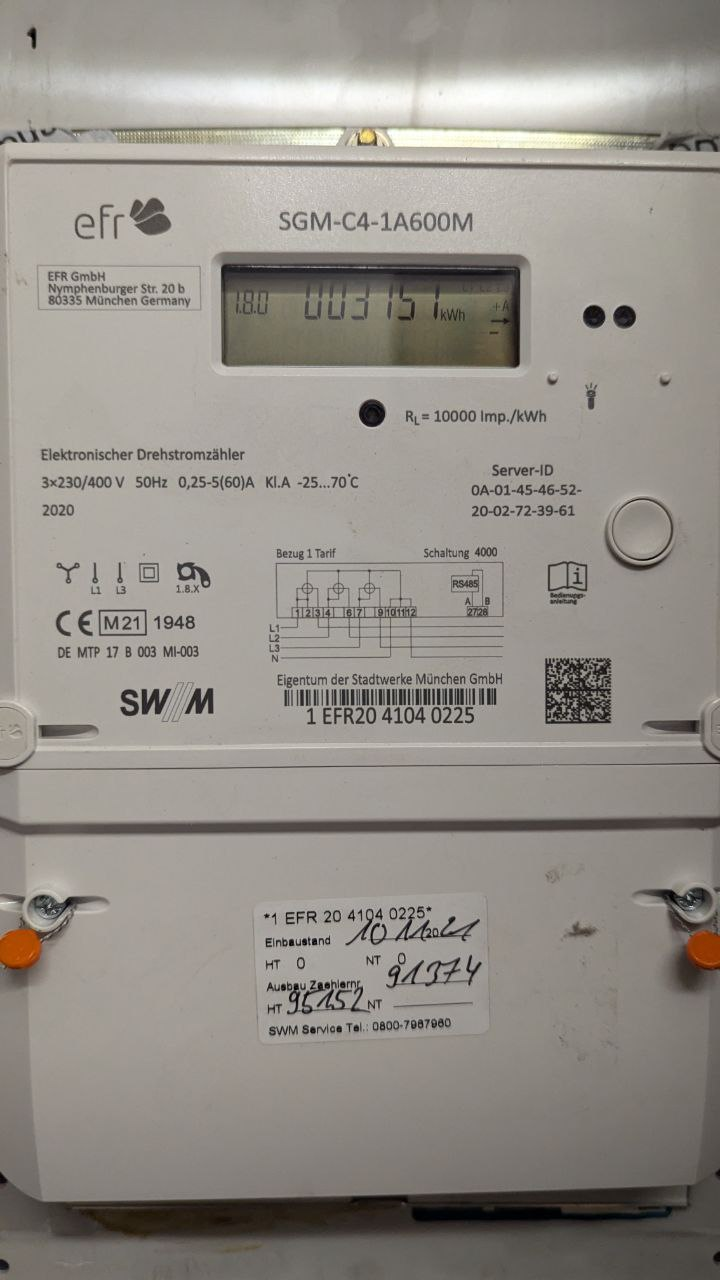 1
efr
SGM-C4-1A600M
EFR GmbH
Nymphenburger Str. 20 b
80335 München Germany
1.8.0 003151 kWh +A
−
R_L = 10000 Imp./kWh
Elektronischer Drehstromzähler
3×230/400 V 50Hz 0,25-5(60)A Kl.A -25...70°C
2020
Server-ID
0A-01-45-46-52-
20-02-72-39-61
L1 L3 1.8.X
CE M21 1948
DE MTP 17 B 003 MI-003
Bezug 1 Tarif Schaltung 4000
RS485
A B
1 2 3 4 6 7 9 10 11 12 27 28
L1
L2
L3
N
Bedienungs-
anleitung
SWM
Eigentum der Stadtwerke München GmbH
1 EFR20 4104 0225
*1 EFR 20 4104 0225*
Einbaustand 10 11 2021
HT 0 NT 0
Ausbau Zaehlernr. 91374
HT 95152 NT
SWM Service Tel.: 0800-7967960